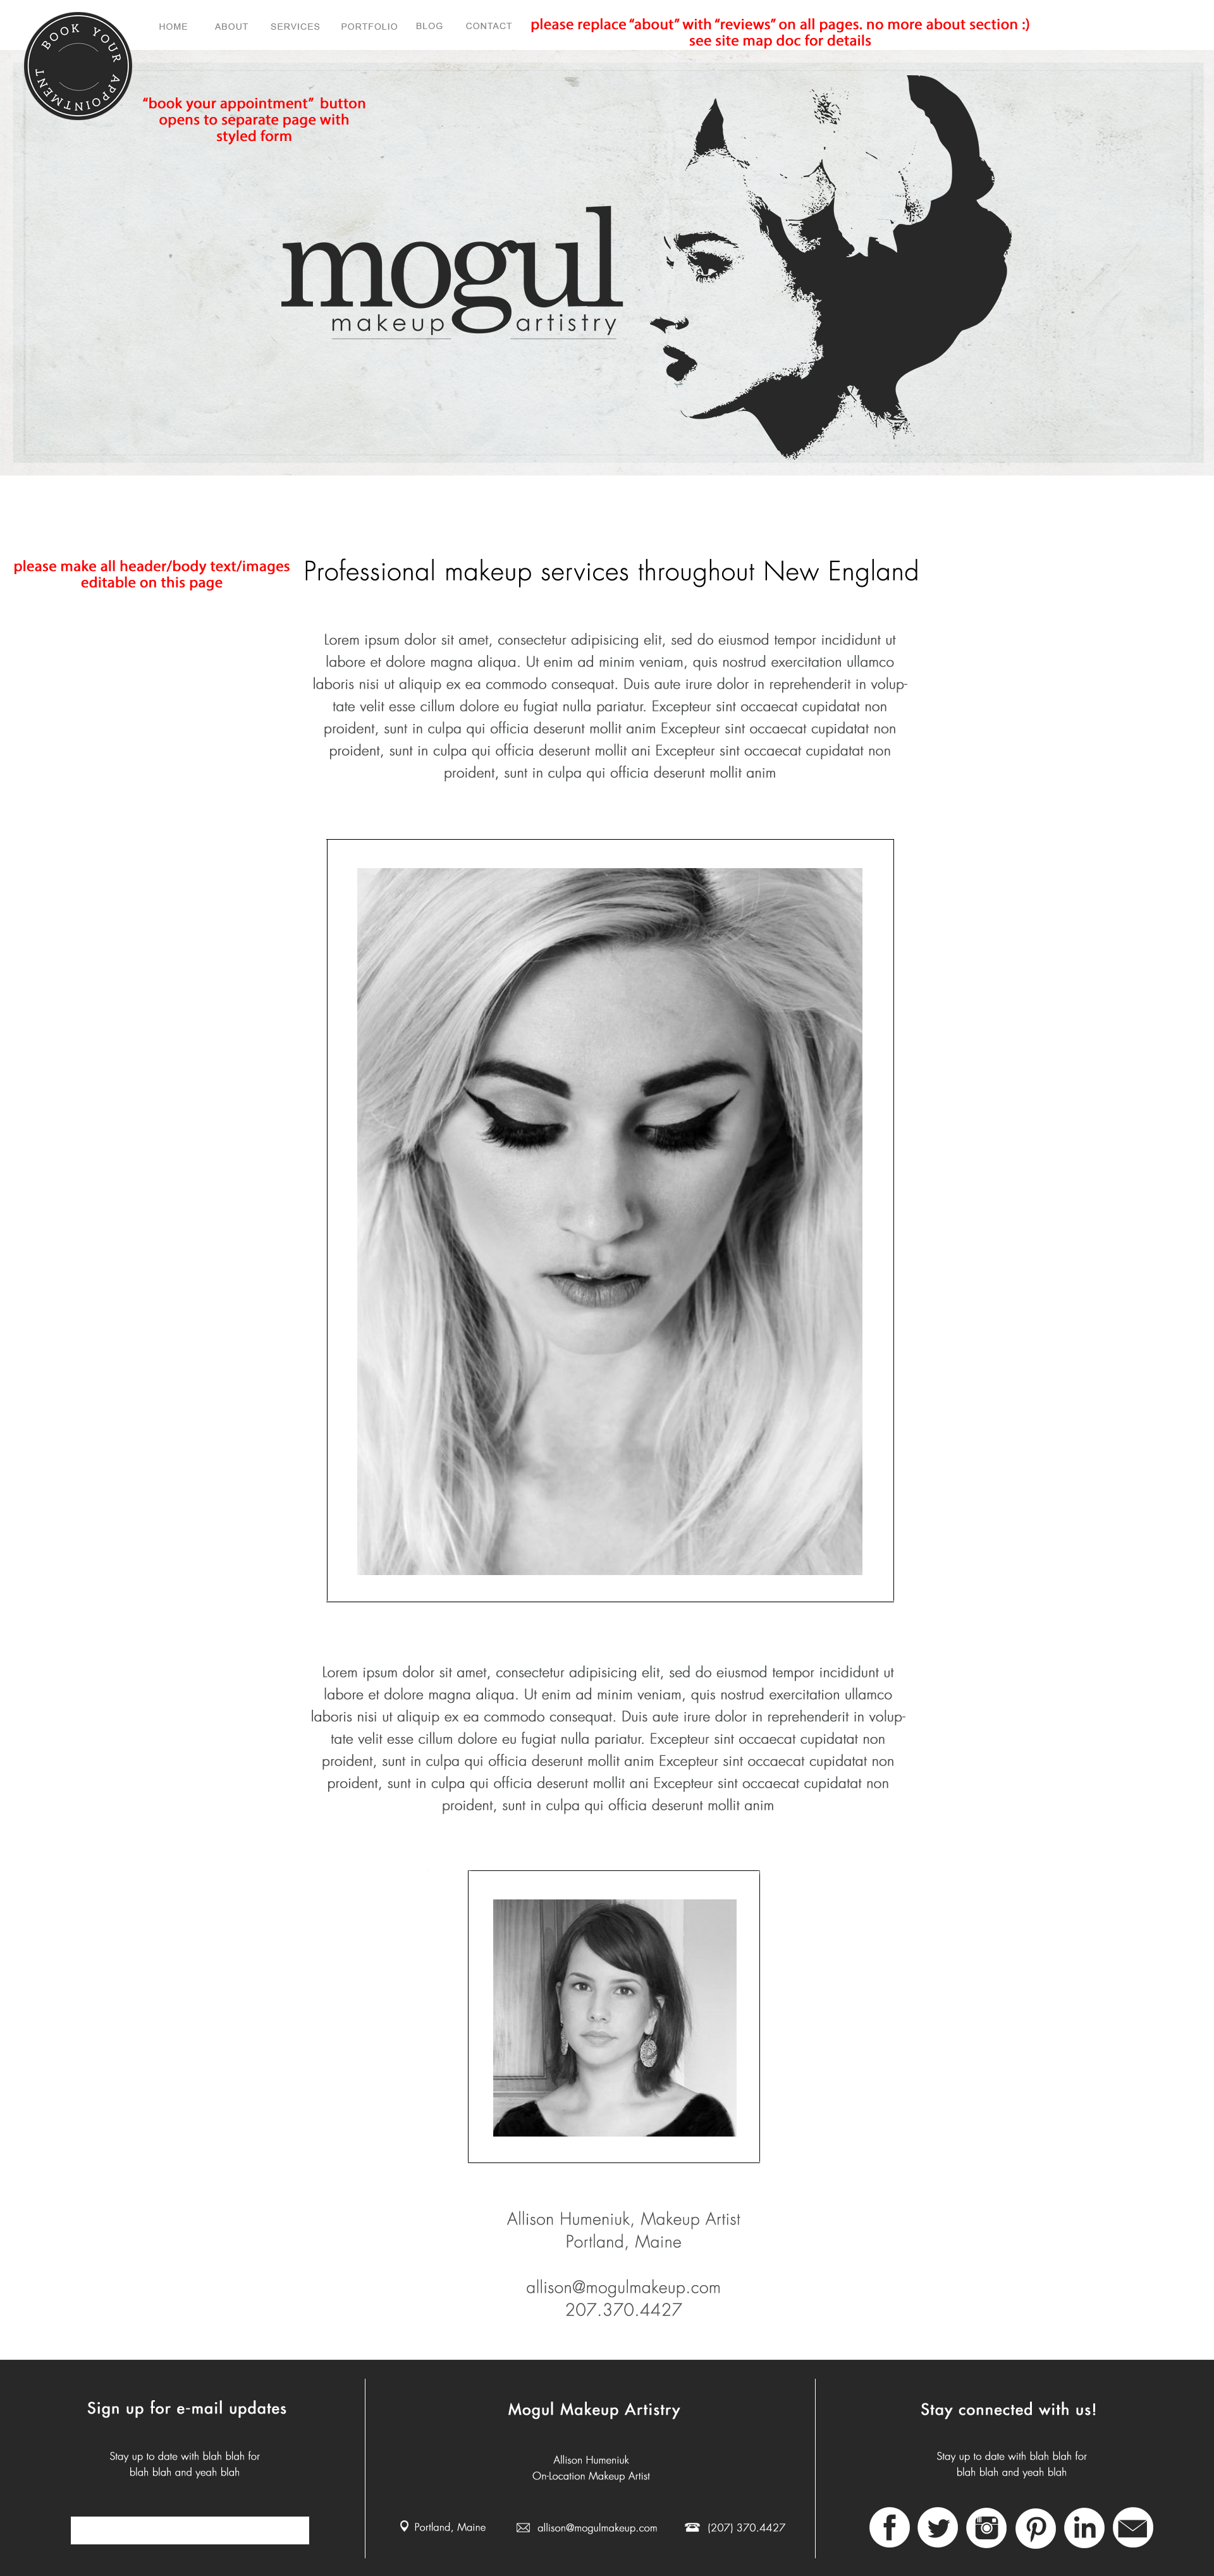 HOME ABOUT SERVICES PORTFOLIO BLOG CONTACT
please replace "about" with "reviews" on all pages. no more about section :)
see site map doc for details
BOOK YOUR APPOINTMENT
"book your appointment" button
opens to separate page with
styled form
mogul
makeup artistry
please make all header/body text/images
editable on this page
Professional makeup services throughout New England
Lorem ipsum dolor sit amet, consectetur adipisicing elit, sed do eiusmod tempor incididunt ut
labore et dolore magna aliqua. Ut enim ad minim veniam, quis nostrud exercitation ullamco
laboris nisi ut aliquip ex ea commodo consequat. Duis aute irure dolor in reprehenderit in volup-
tate velit esse cillum dolore eu fugiat nulla pariatur. Excepteur sint occaecat cupidatat non
proident, sunt in culpa qui officia deserunt mollit anim Excepteur sint occaecat cupidatat non
proident, sunt in culpa qui officia deserunt mollit ani Excepteur sint occaecat cupidatat non
proident, sunt in culpa qui officia deserunt mollit anim
Lorem ipsum dolor sit amet, consectetur adipisicing elit, sed do eiusmod tempor incididunt ut
labore et dolore magna aliqua. Ut enim ad minim veniam, quis nostrud exercitation ullamco
laboris nisi ut aliquip ex ea commodo consequat. Duis aute irure dolor in reprehenderit in volup-
tate velit esse cillum dolore eu fugiat nulla pariatur. Excepteur sint occaecat cupidatat non
proident, sunt in culpa qui officia deserunt mollit anim Excepteur sint occaecat cupidatat non
proident, sunt in culpa qui officia deserunt mollit ani Excepteur sint occaecat cupidatat non
proident, sunt in culpa qui officia deserunt mollit anim
Allison Humeniuk, Makeup Artist
Portland, Maine
allison@mogulmakeup.com
207.370.4427
Sign up for e-mail updates
Stay up to date with blah blah for
blah blah and yeah blah
Mogul Makeup Artistry
Allison Humeniuk
On-Location Makeup Artist
Portland, Maine allison@mogulmakeup.com (207) 370.4427
Stay connected with us!
Stay up to date with blah blah for
blah blah and yeah blah